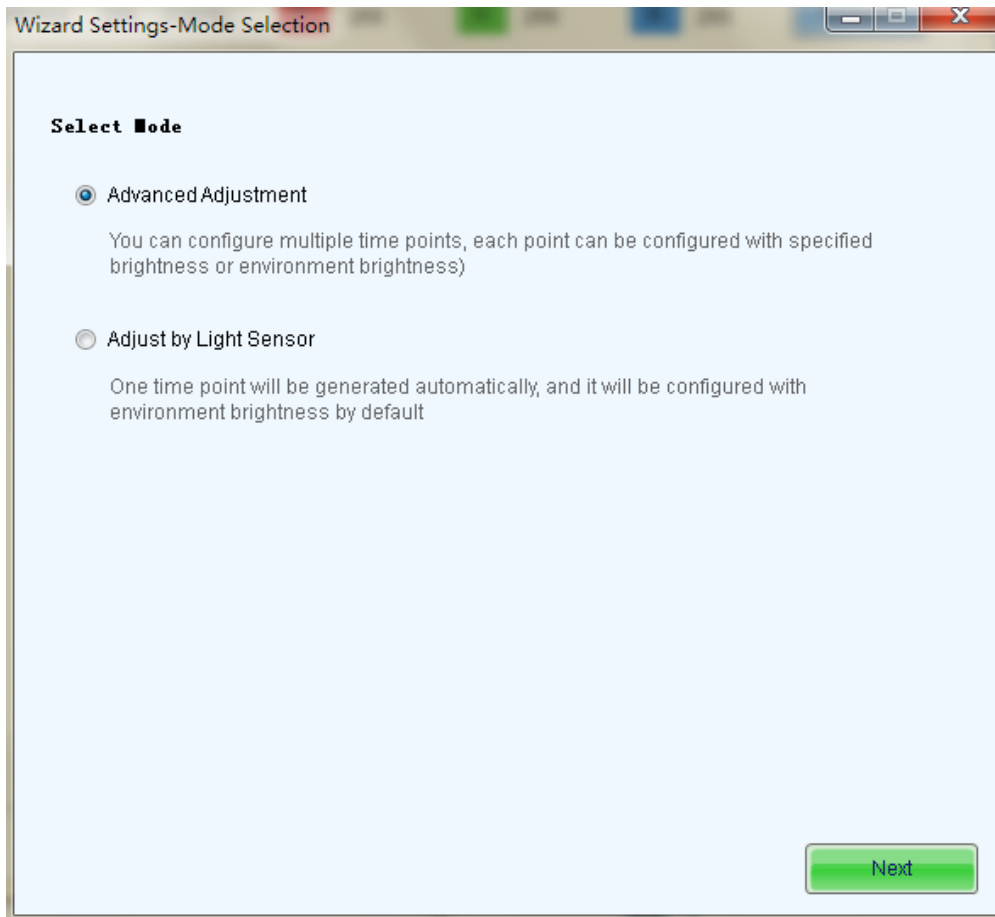 Wizard Settings-Mode Selection
Select Mode
Advanced Adjustment
You can configure multiple time points, each point can be configured with specified
brightness or environment brightness)
Adjust by Light Sensor
One time point will be generated automatically, and it will be configured with
environment brightness by default
Next